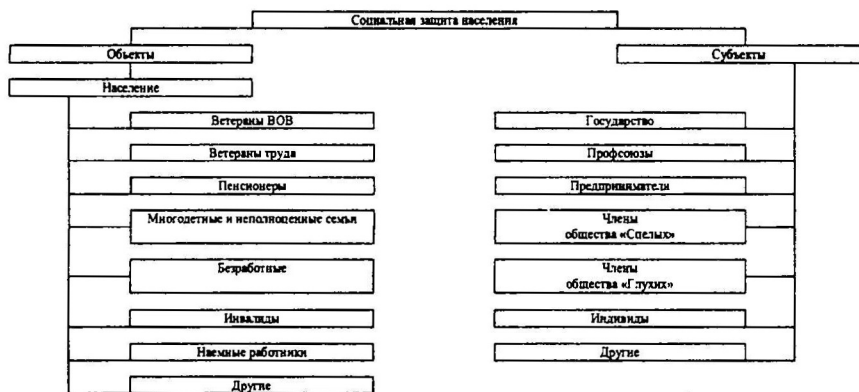 Социальная защита населения
Объекты
Субъекты
Население
Ветераны ВОВ
Государство
Ветераны труда
Профсоюзы
Пенсионеры
Предприниматели
Многодетные и неполноценные семьи
Члены
общества «Слепых»
Безработные
Члены
общества «Глухих»
Инвалиды
Индивиды
Наемные работники
Другие
Другие